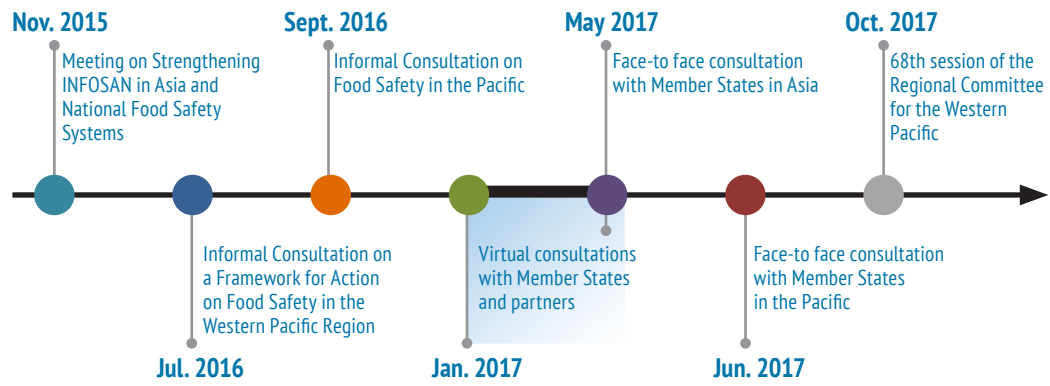 Nov. 2015
Meeting on Strengthening
INFOSAN in Asia and
National Food Safety
Systems
Jul. 2016
Informal Consultation on
a Framework for Action
on Food Safety in the
Western Pacific Region
Sept. 2016
Informal Consultation on
Food Safety in the Pacific
Jan. 2017
Virtual consultations
with Member States
and partners
May 2017
Face-to face consultation
with Member States in Asia
Jun. 2017
Face-to face consultation
with Member States
in the Pacific
Oct. 2017
68th session of the
Regional Committee
for the Western
Pacific